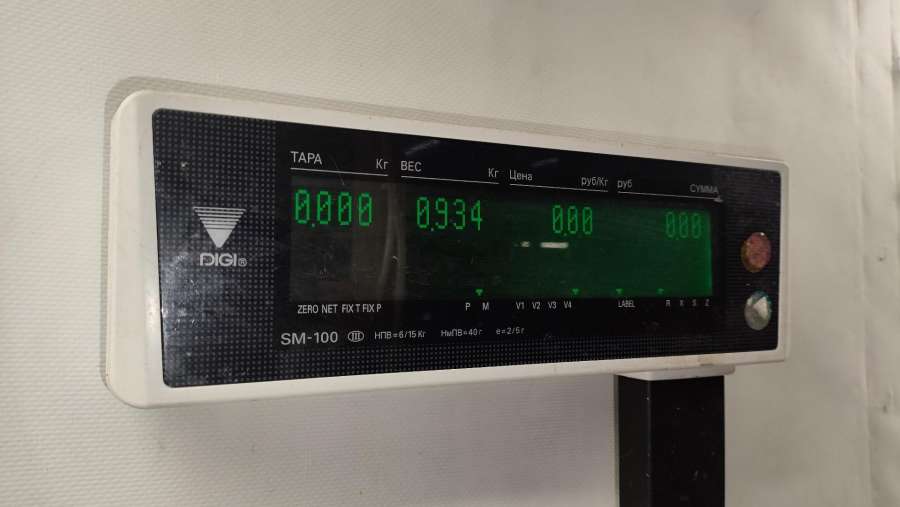 ТАРА Кг ВЕС Кг Цена руб/Кг руб СУММА
0.000 0.934 0.00 0.00
DIGI®
ZERO NET FIX T FIX P P M V1 V2 V3 V4 LABEL R X S Z
SM-100 III НПВ=6/15 Кг НмПВ=40 г e=2/5 г